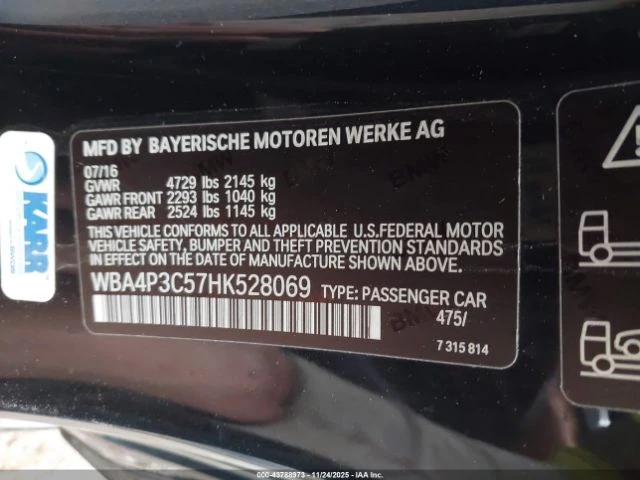 MFD BY BAYERISCHE MOTOREN WERKE AG
07/16
GVWR 4729 lbs 2145 kg
GAWR FRONT 2293 lbs 1040 kg
GAWR REAR 2524 lbs 1145 kg
THIS VEHICLE CONFORMS TO ALL APPLICABLE U.S.FEDERAL MOTOR
VEHICLE SAFETY, BUMPER AND THEFT PREVENTION STANDARDS
IN EFFECT ON THE DATE OF MANUFACTURE SHOWN ABOVE.
WBA4P3C57HK528069 TYPE: PASSENGER CAR
475/
7 315 814
KARR
000-43788973 - 11/24/2025 - IAAI.COM